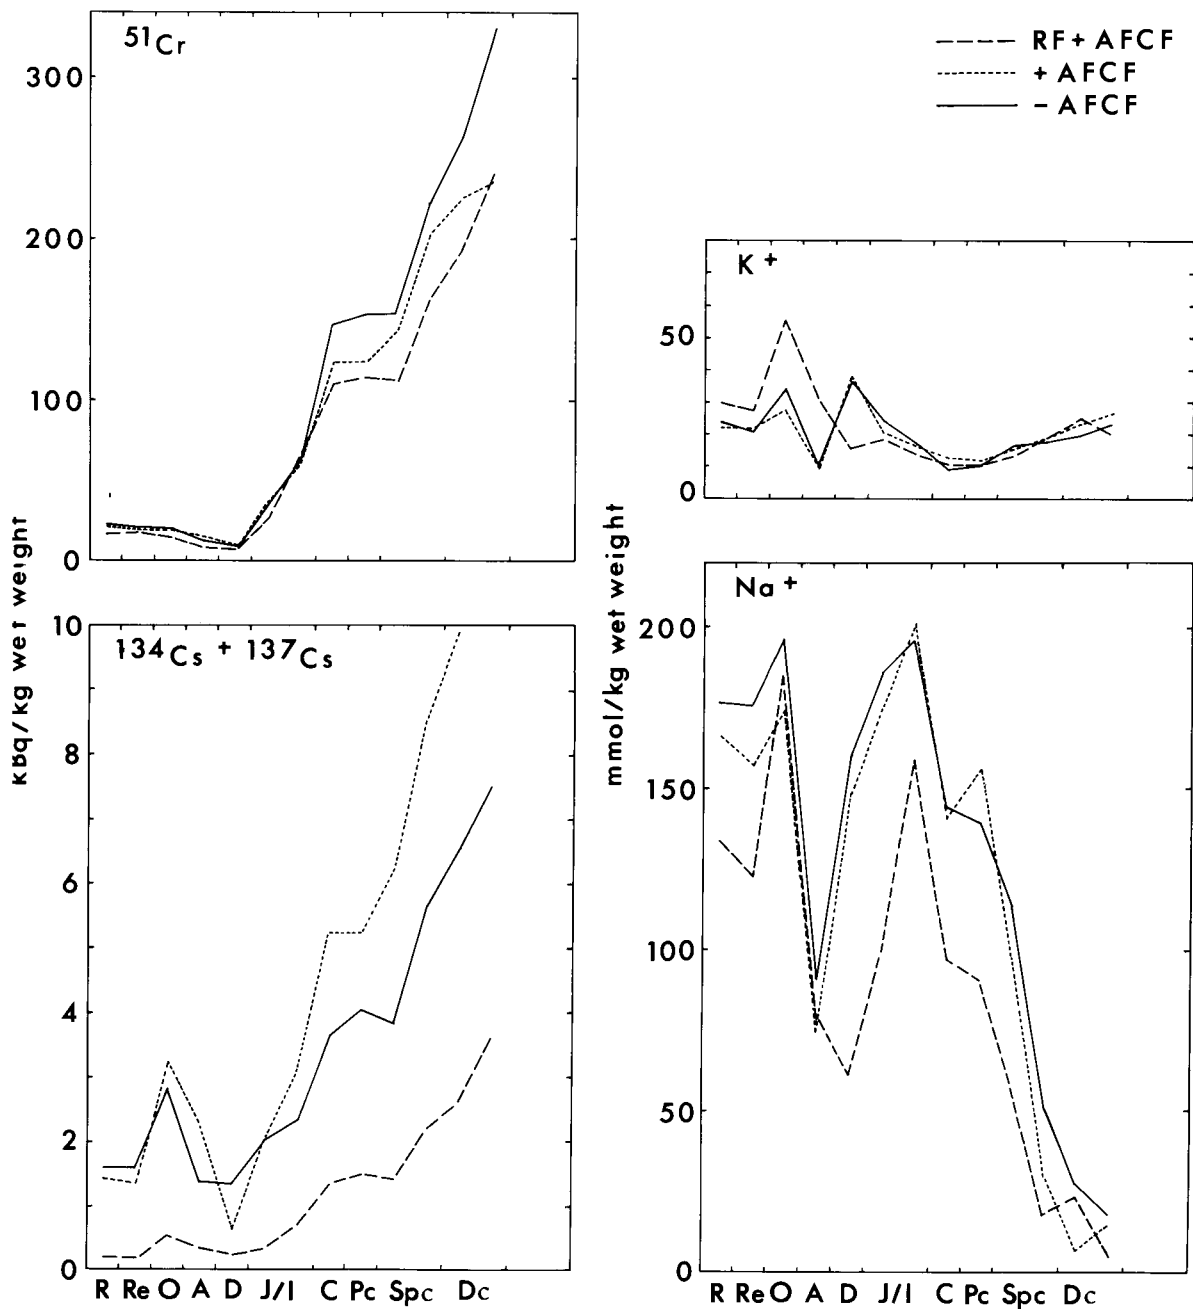 51Cr
300
200
100
0
KBq/kg wet weight
134Cs + 137Cs
10
8
6
4
2
0
R Re O A D J/I C Pc Spc Dc
RF + AFCF
+ AFCF
- AFCF
K+
50
0
mmol/kg wet weight
Na+
200
150
100
50
0
R Re O A D J/I C Pc Spc Dc